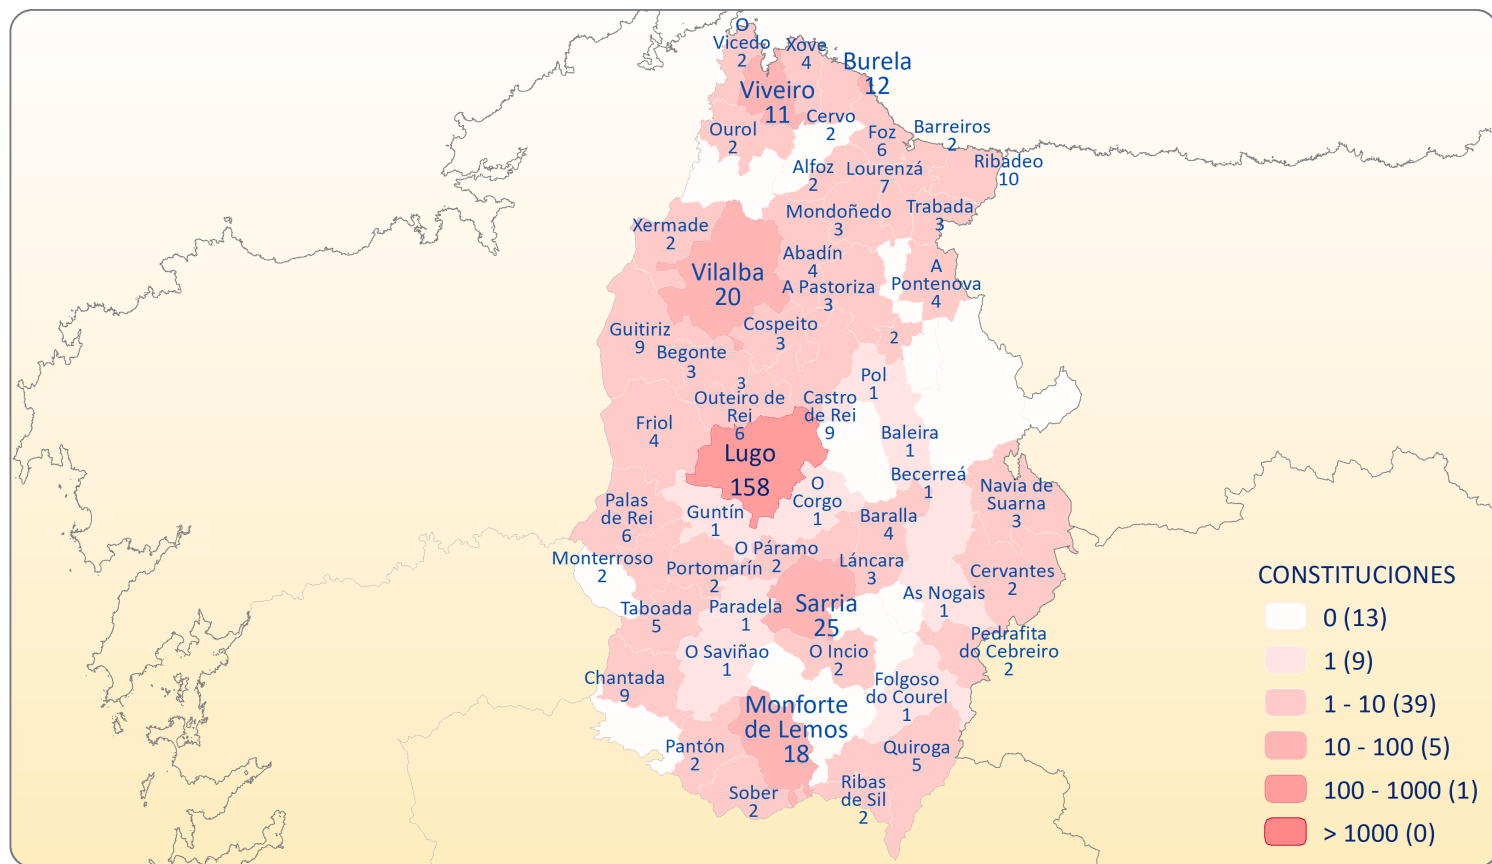 O
Vicedo
2
Xove
4
Burela
12
Viveiro
11
Cervo
2
Ourol
2
Foz
6
Barreiros
2
Ribadeo
10
Alfoz
2
Lourenzá
7
Mondoñedo
3
Trabada
3
Xermade
2
Abadín
4
A
Pontenova
4
Vilalba
20
A Pastoriza
3
Guitiriz
9
Cospeito
3
2
Begonte
3
3
Pol
1
Outeiro de
Rei
6
Castro
de Rei
9
Friol
4
Baleira
1
Lugo
158
Becerreá
1
O
Corgo
1
Navia de
Suarna
3
Palas
de Rei
6
Guntín
1
Baralla
4
O Páramo
2
Monterroso
2
Portomarín
2
Láncara
3
Cervantes
2
Taboada
5
Paradela
1
Sarria
25
As Nogais
1
Pedrafita
do Cebreiro
2
O Saviñao
1
O Incio
2
Chantada
9
Folgoso
do Courel
1
Monforte
de Lemos
18
Pantón
2
Quiroga
5
Sober
2
Ribas
de Sil
2
CONSTITUCIONES
0 (13)
1 (9)
1 - 10 (39)
10 - 100 (5)
100 - 1000 (1)
> 1000 (0)